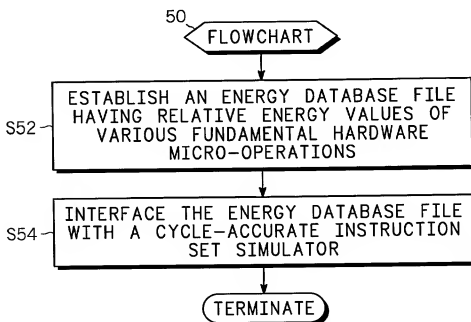 50
FLOWCHART
S52
ESTABLISH AN ENERGY DATABASE FILE
HAVING RELATIVE ENERGY VALUES OF
VARIOUS FUNDAMENTAL HARDWARE
MICRO-OPERATIONS
S54
INTERFACE THE ENERGY DATABASE FILE
WITH A CYCLE-ACCURATE INSTRUCTION
SET SIMULATOR
TERMINATE